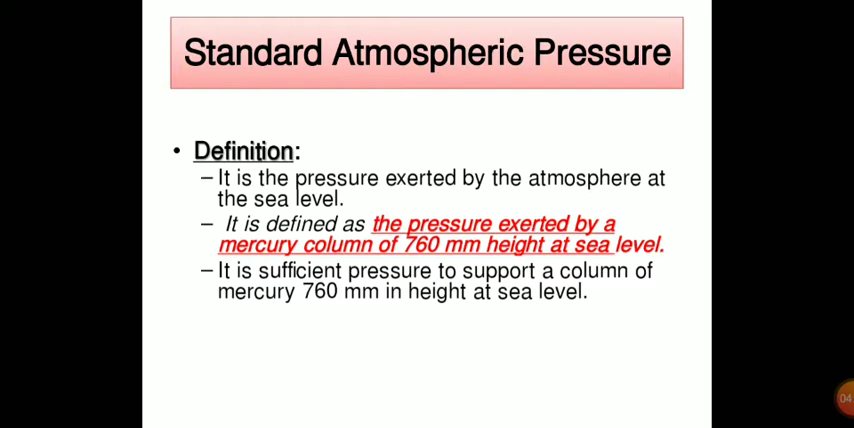 Standard Atmospheric Pressure
• Definition:
– It is the pressure exerted by the atmosphere at
the sea level.
– It is defined as the pressure exerted by a
mercury column of 760 mm height at sea level.
– It is sufficient pressure to support a column of
mercury 760 mm in height at sea level.
04